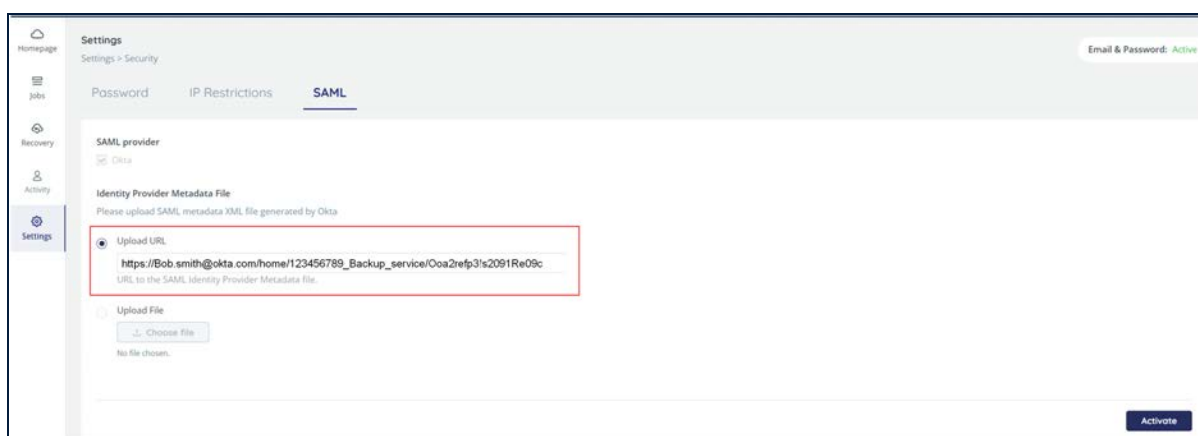 Homepage
Jobs
Recovery
Activity
Settings
Settings
Settings > Security
Email & Password: Active
Password IP Restrictions SAML
SAML provider
Okta
Identity Provider Metadata File
Please upload SAML metadata XML file generated by Okta
Upload URL
https://Bob.smith@okta.com/home/123456789_Backup_service/Ooa2refp3!s2091Re09c
URL to the SAML Identity Provider Metadata file.
Upload File
Choose file
No file chosen.
Activate